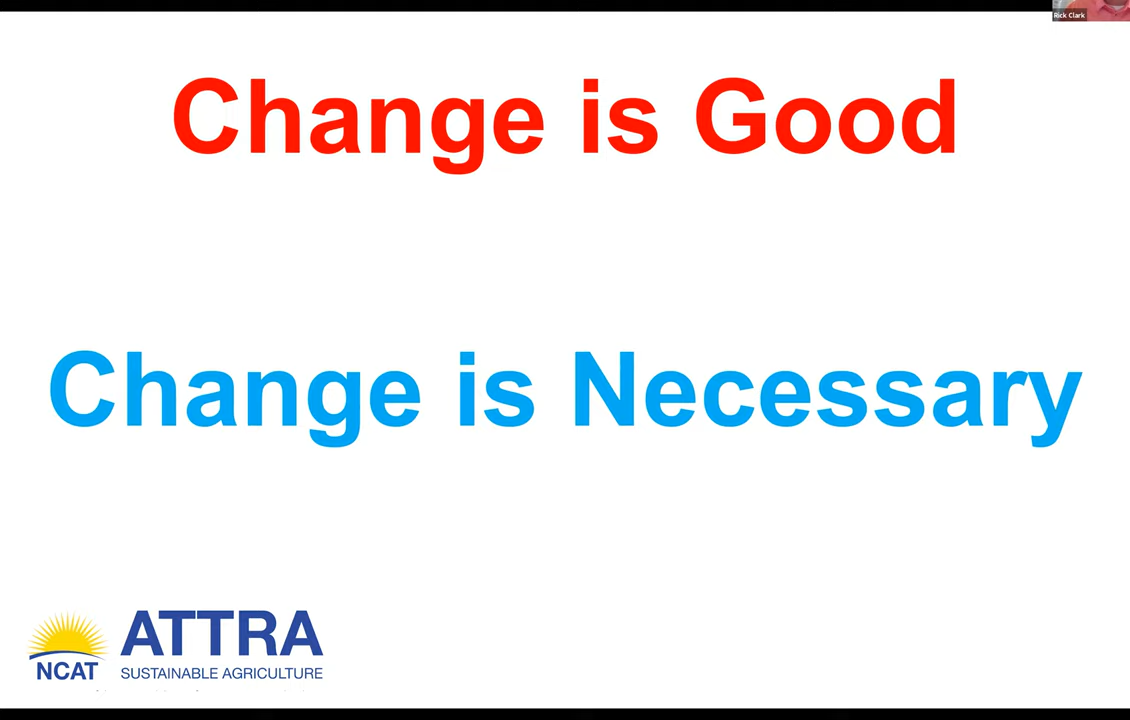 Rick Clark
Change is Good
Change is Necessary
ATTRA
NCAT
SUSTAINABLE AGRICULTURE